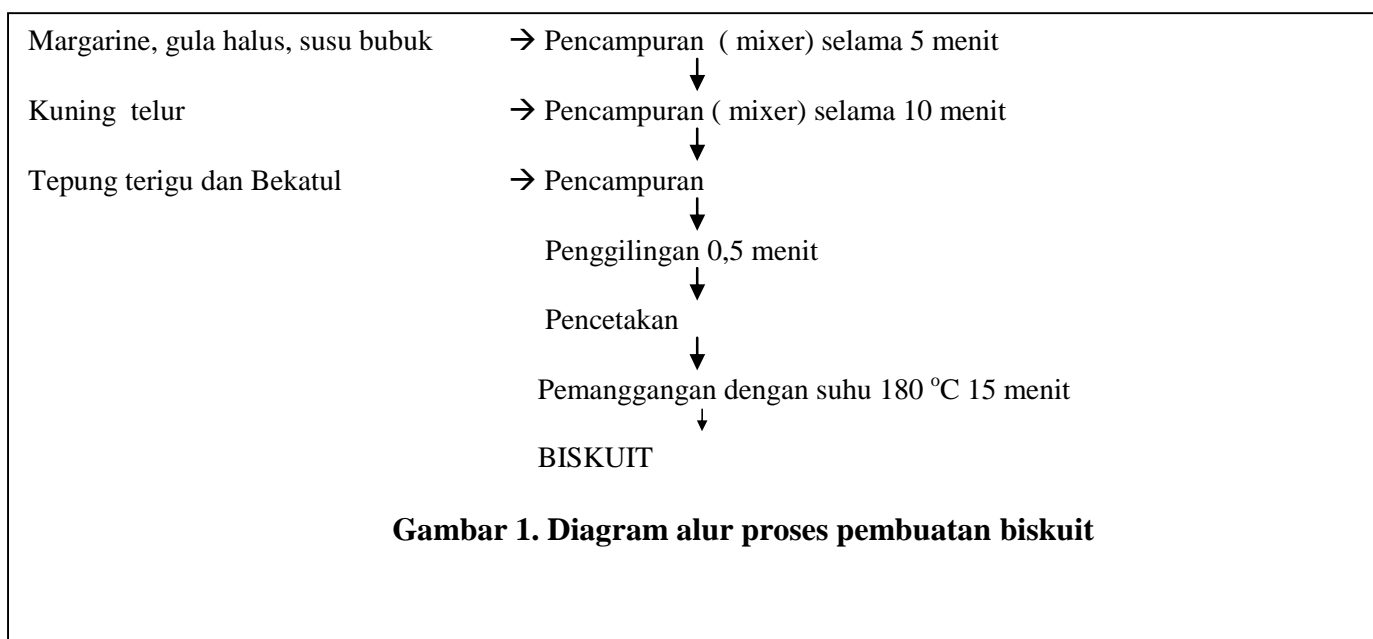 Margarine, gula halus, susu bubuk → Pencampuran ( mixer) selama 5 menit
Kuning telur → Pencampuran ( mixer) selama 10 menit
Tepung terigu dan Bekatul → Pencampuran
Penggilingan 0,5 menit
Pencetakan
Pemanggangan dengan suhu 180 °C 15 menit
BISKUIT
Gambar 1. Diagram alur proses pembuatan biskuit